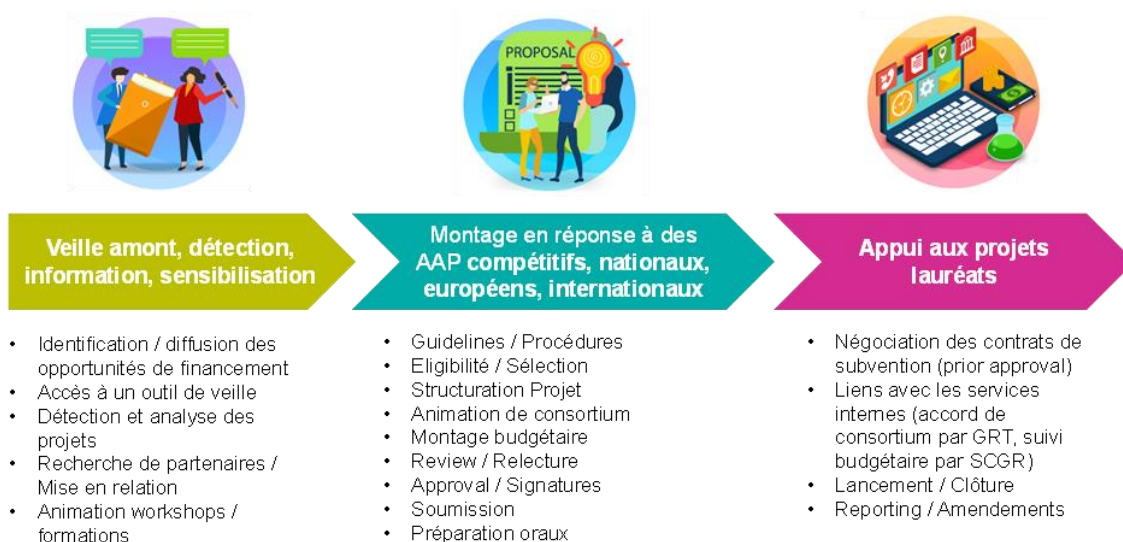 PROPOSAL
Veille amont, détection,
information, sensibilisation
Montage en réponse à des
AAP compétitifs, nationaux,
européens, internationaux
Appui aux projets
lauréats
• Identification / diffusion des
opportunités de financement
• Accès à un outil de veille
• Détection et analyse des
projets
• Recherche de partenaires /
Mise en relation
• Animation workshops /
formations
• Guidelines / Procédures
• Eligibilité / Sélection
• Structuration Projet
• Animation de consortium
• Montage budgétaire
• Review / Relecture
• Approval / Signatures
• Soumission
• Préparation oraux
• Négociation des contrats de
subvention (prior approval)
• Liens avec les services
internes (accord de
consortium par GRT, suivi
budgétaire par SCGR)
• Lancement / Clôture
• Reporting / Amendements